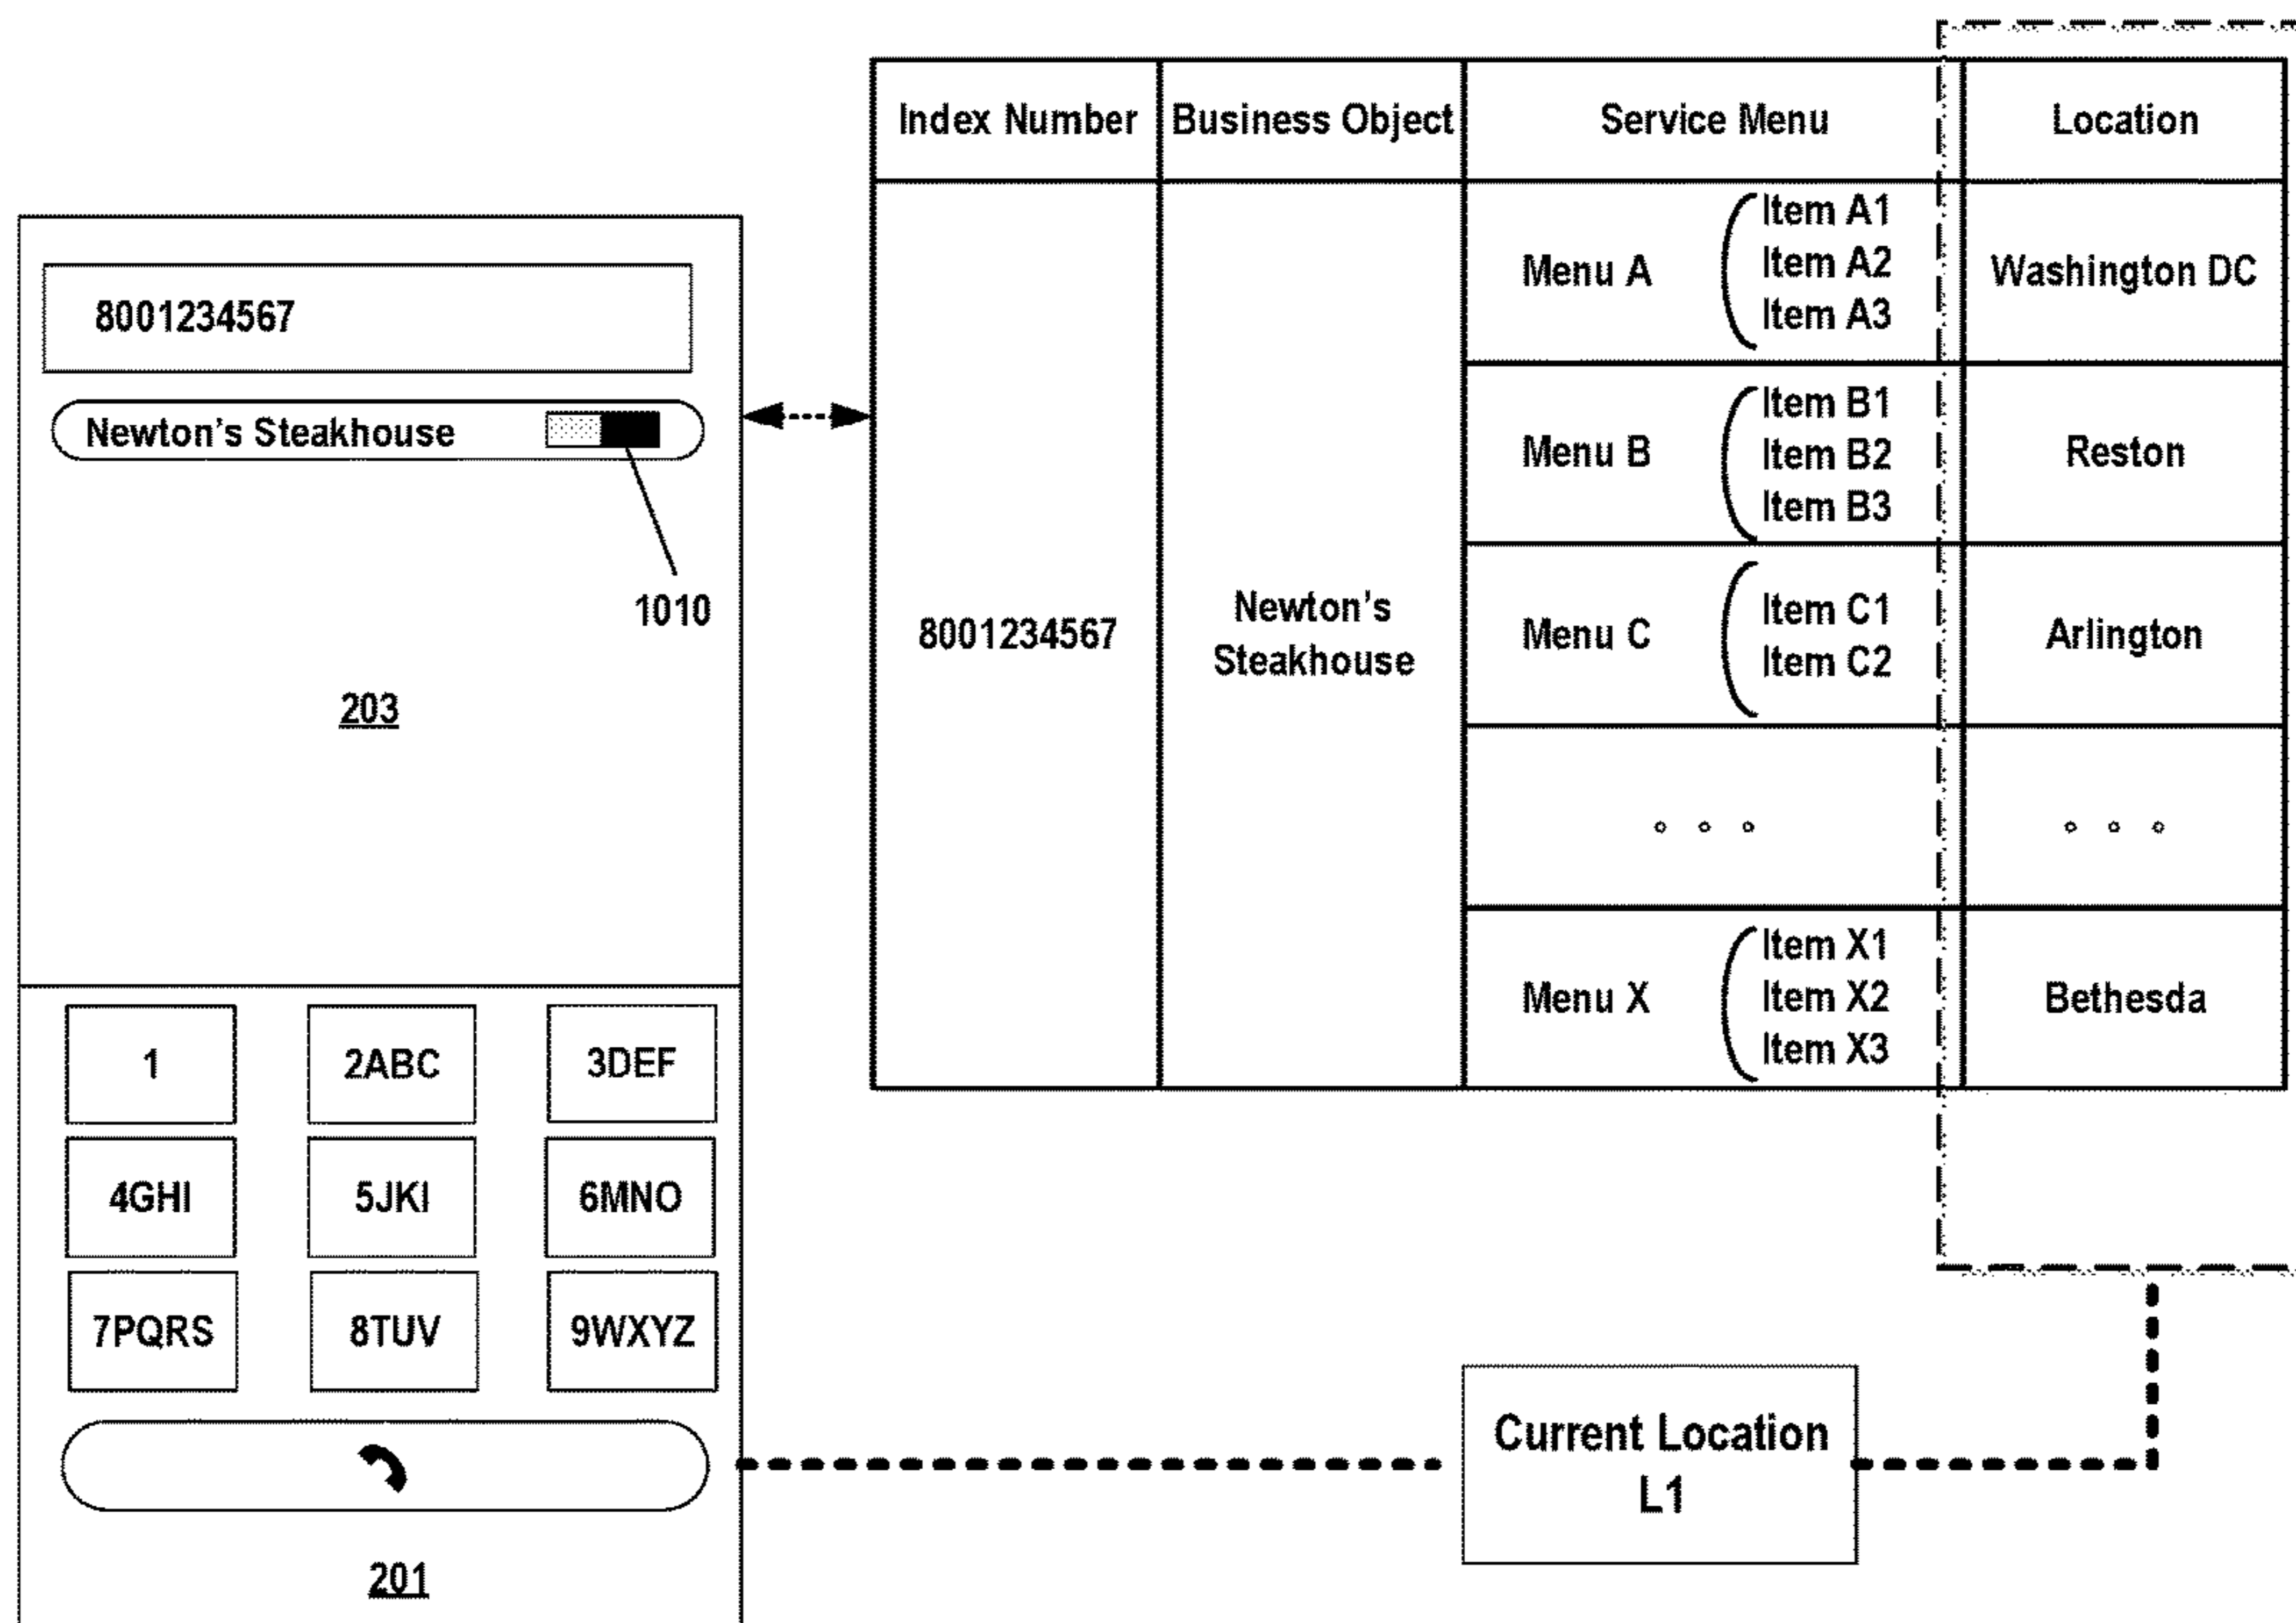 8001234567
Newton's Steakhouse
1010
203
1
2ABC
3DEF
4GHI
5JKI
6MNO
7PQRS
8TUV
9WXYZ
201
Index Number
Business Object
Service Menu
Location
8001234567
Newton's
Steakhouse
Menu A
Item A1
Item A2
Item A3
Washington DC
Menu B
Item B1
Item B2
Item B3
Reston
Menu C
Item C1
Item C2
Arlington
Menu X
Item X1
Item X2
Item X3
Bethesda
Current Location
L1